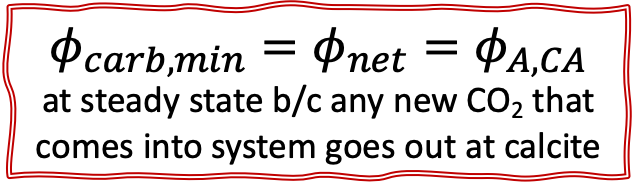 ϕcarb,min = ϕnet = ϕA,CA
at steady state b/c any new CO₂ that
comes into system goes out at calcite